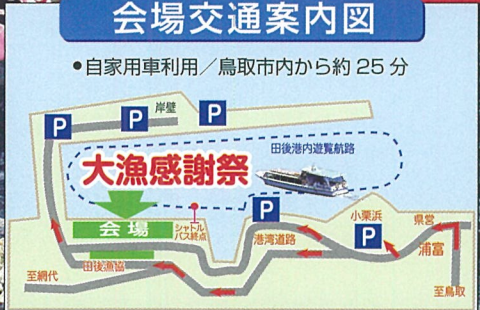 会場交通案内図
●自家用車利用／鳥取市内から約25分
岸壁
P
P
P
田後港内遊覧航路
大漁感謝祭
会場
シャトル
バス終点
P
小栗浜
県営
港湾道路
P
浦富
田後漁協
至網代
至鳥取